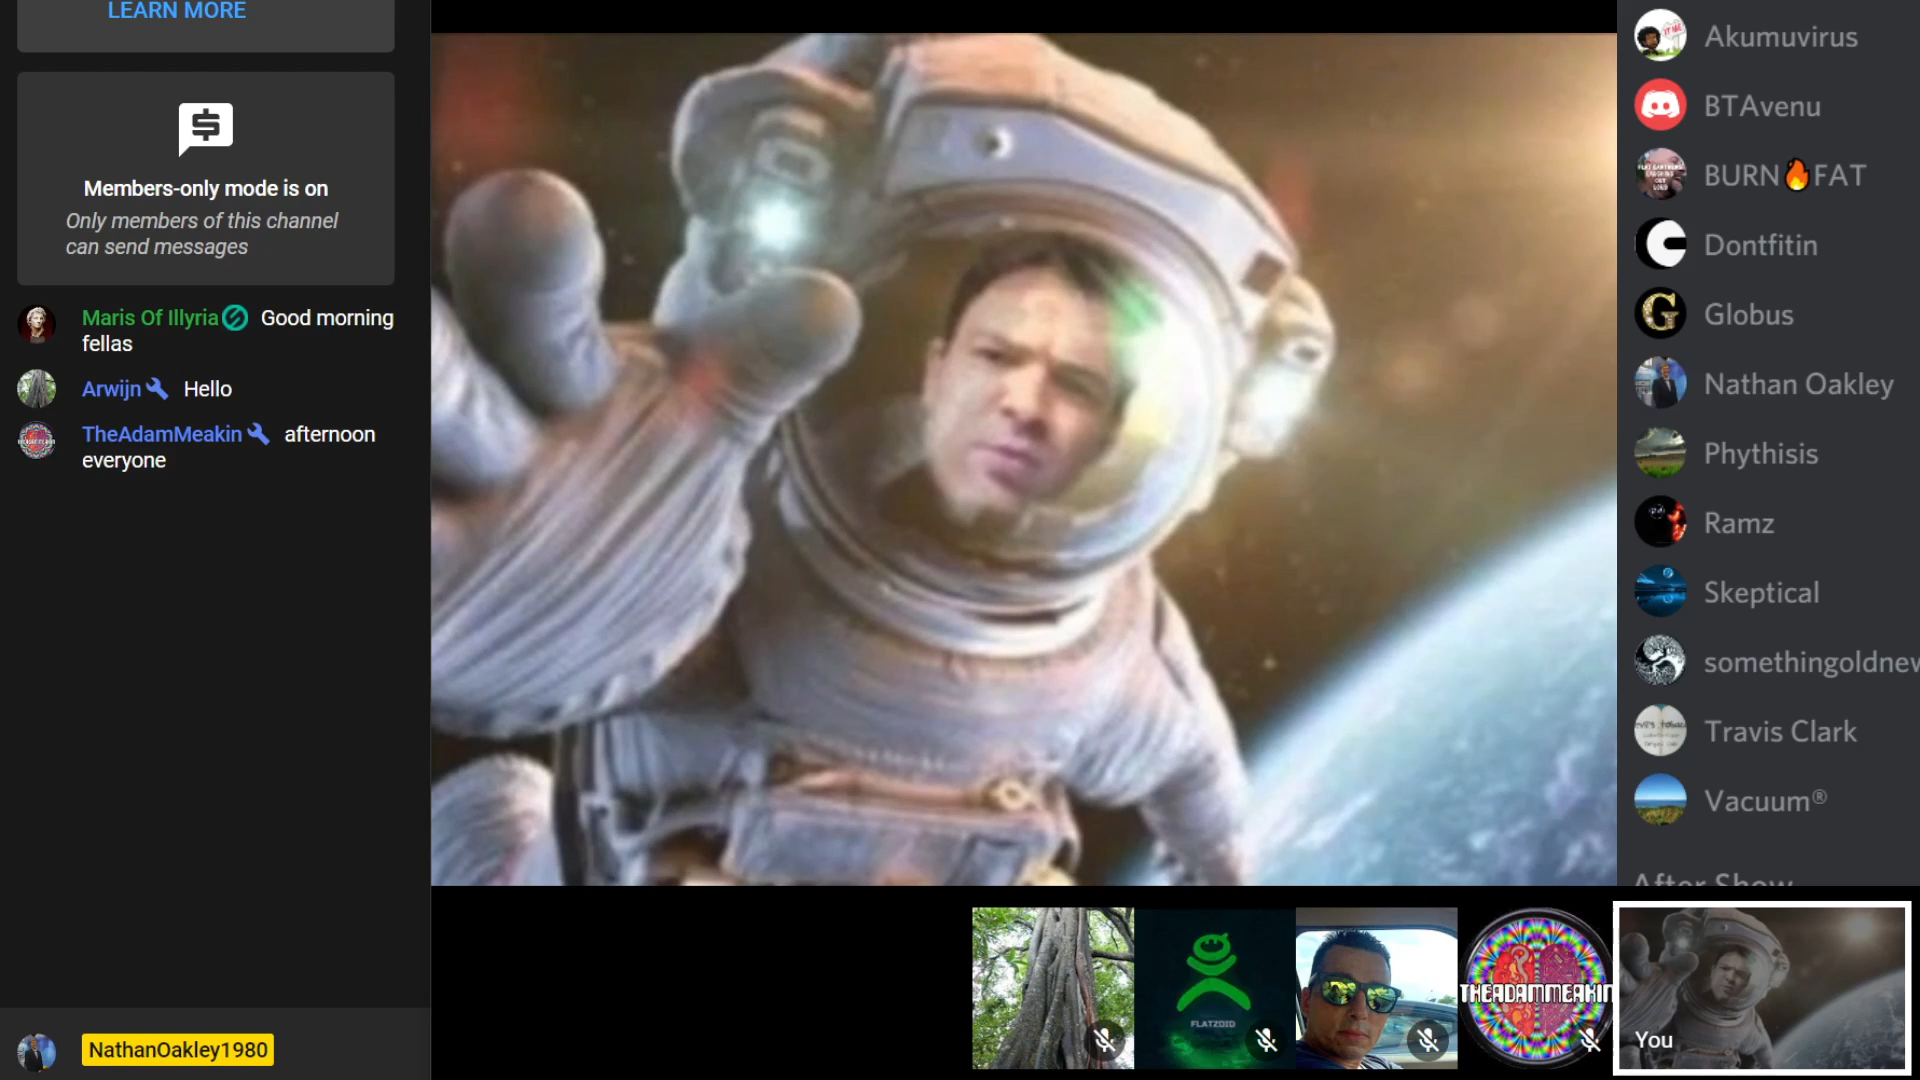 LEARN MORE
Members-only mode is on
Only members of this channel
can send messages
Maris Of Illyria Good morning
fellas
Arwijn Hello
TheAdamMeakin afternoon
everyone
NathanOakley1980
Akumuvirus
BTAvenu
BURN🔥FAT
Dontfitin
Globus
Nathan Oakley
Phythisis
Ramz
Skeptical
somethingoldnew
Travis Clark
Vacuum®
After Show
FLATZOID
THEADAMMEAKIN
You